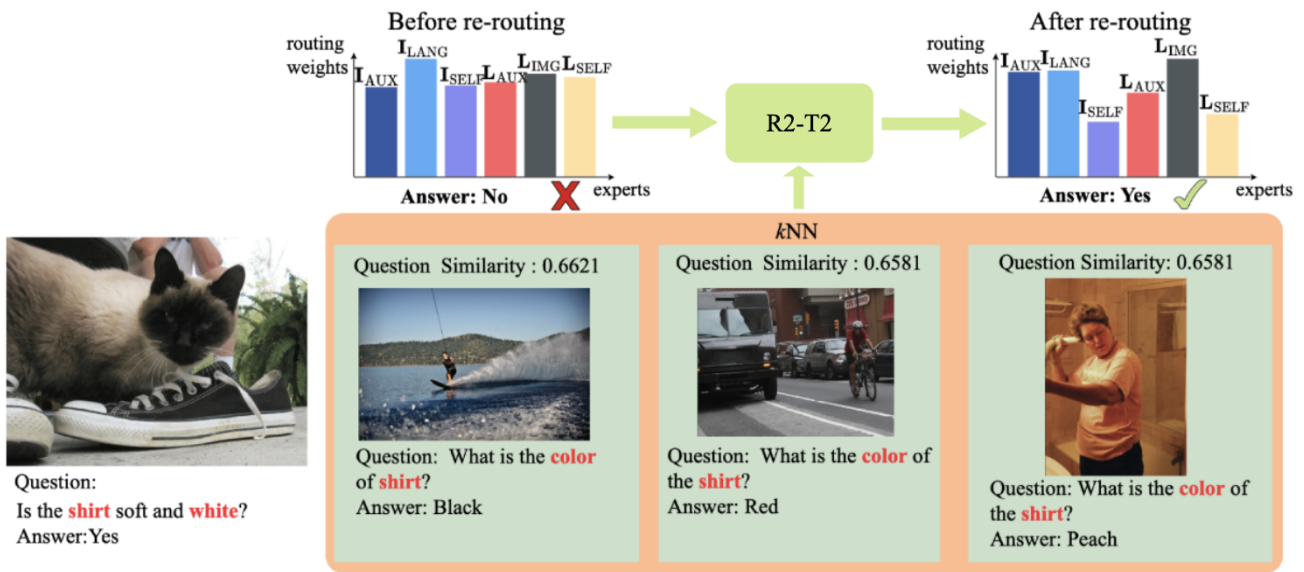 Before re-routing
routing
weights
I_AUX
I_LANG
I_SELF
L_AUX
L_IMG
L_SELF
experts
Answer: No
R2-T2
After re-routing
routing
weights
I_AUX
I_LANG
I_SELF
L_AUX
L_IMG
L_SELF
experts
Answer: Yes
kNN
Question Similarity : 0.6621
Question: What is the color
of shirt?
Answer: Black
Question Similarity : 0.6581
Question: What is the color of
the shirt?
Answer: Red
Question Similarity: 0.6581
Question: What is the color of
the shirt?
Answer: Peach
Question:
Is the shirt soft and white?
Answer:Yes